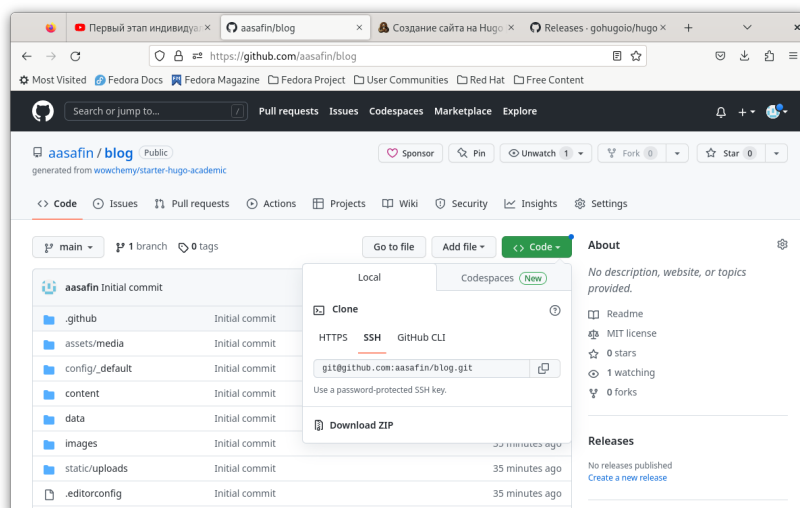 Первый этап индивидуал
aasafin/blog
Создание сайта на Hugo
Releases · gohugoio/hugo
https://github.com/aasafin/blog
Most Visited Fedora Docs Fedora Magazine Fedora Project User Communities Red Hat Free Content
Search or jump to... /
Pull requests Issues Codespaces Marketplace Explore
aasafin / blog Public
Sponsor Pin Unwatch 1 Fork 0 Star 0
generated from wowchemy/starter-hugo-academic
Code Issues Pull requests Actions Projects Wiki Security Insights Settings
main 1 branch 0 tags Go to file Add file Code
About
No description, website, or topics
provided.
Readme
MIT license
0 stars
1 watching
0 forks
Releases
No releases published
Create a new release
aasafin Initial commit
.github Initial commit
assets/media Initial commit
config/_default Initial commit
content Initial commit
data Initial commit
images Initial commit 35 minutes ago
static/uploads Initial commit 35 minutes ago
.editorconfig Initial commit 35 minutes ago
Local Codespaces New
Clone
HTTPS SSH GitHub CLI
git@github.com:aasafin/blog.git
Use a password-protected SSH key.
Download ZIP